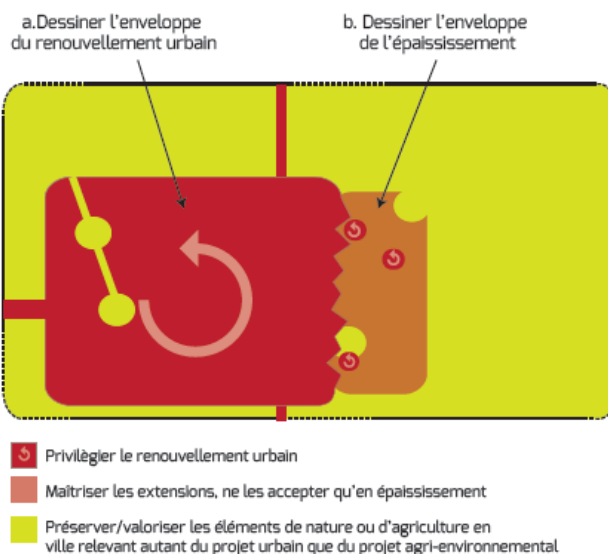 a.Dessiner l'enveloppe
du renouvellement urbain
b. Dessiner l'enveloppe
de l'épaississement
Privilègier le renouvellement urbain
Maîtriser les extensions, ne les accepter qu'en épaississement
Préserver/valoriser les éléments de nature ou d'agriculture en
ville relevant autant du projet urbain que du projet agri-environnemental